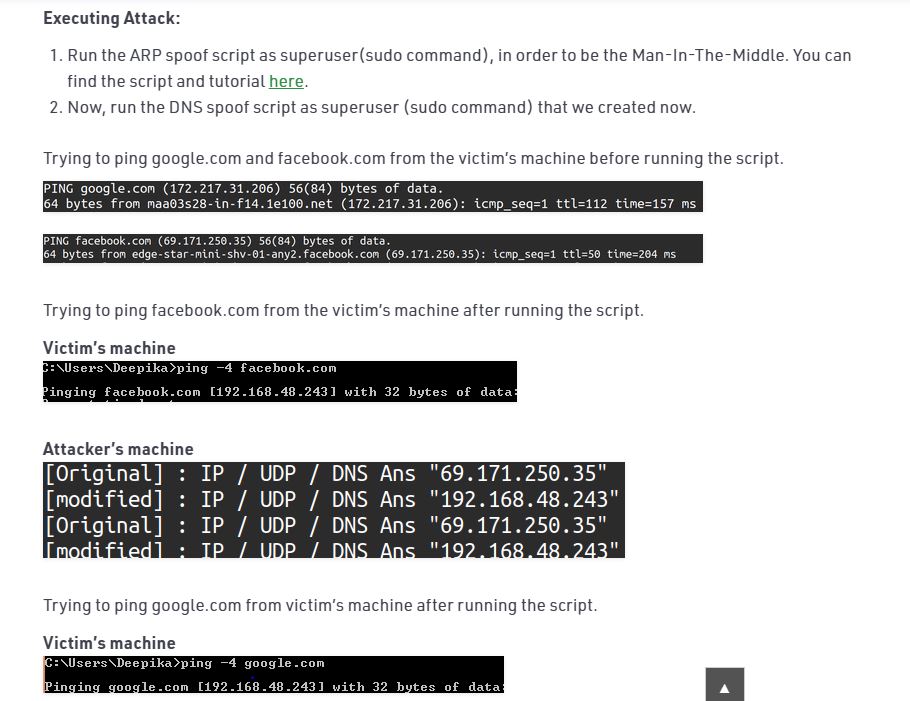 Executing Attack:
1. Run the ARP spoof script as superuser(sudo command), in order to be the Man-In-The-Middle. You can
find the script and tutorial here.
2. Now, run the DNS spoof script as superuser (sudo command) that we created now.
Trying to ping google.com and facebook.com from the victim's machine before running the script.
PING google.com (172.217.31.206) 56(84) bytes of data.
64 bytes from maa03s28-in-f14.1e100.net (172.217.31.206): icmp_seq=1 ttl=112 time=157 ms
PING facebook.com (69.171.250.35) 56(84) bytes of data.
64 bytes from edge-star-mini-shv-01-any2.facebook.com (69.171.250.35): icmp_seq=1 ttl=50 time=204 ms
Trying to ping facebook.com from the victim's machine after running the script.
Victim's machine
C:\Users\Deepika>ping -4 facebook.com
Pinging facebook.com [192.168.48.243] with 32 bytes of data:
Attacker's machine
[Original] : IP / UDP / DNS Ans "69.171.250.35"
[modified] : IP / UDP / DNS Ans "192.168.48.243"
[Original] : IP / UDP / DNS Ans "69.171.250.35"
[modified] : IP / UDP / DNS Ans "192.168.48.243"
Trying to ping google.com from victim's machine after running the script.
Victim's machine
C:\Users\Deepika>ping -4 google.com
Pinging google.com [192.168.48.243] with 32 bytes of data: